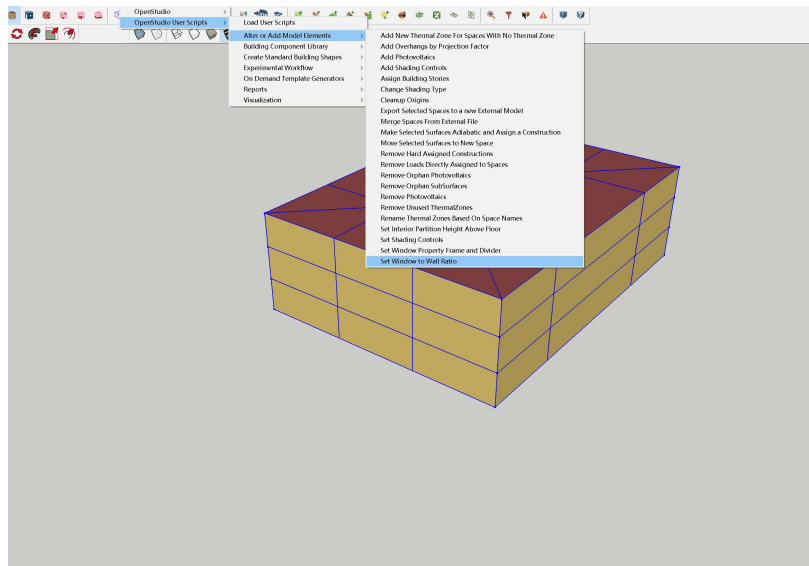 OpenStudio
OpenStudio User Scripts
Load User Scripts
Alter or Add Model Elements
Building Component Library
Create Standard Building Shapes
Experimental Workflow
On Demand Template Generators
Reports
Visualization
Add New Thermal Zone For Spaces With No Thermal Zone
Add Overhangs by Projection Factor
Add Photovoltaics
Add Shading Controls
Assign Building Stories
Change Shading Type
Cleanup Origins
Export Selected Spaces to a new External Model
Merge Spaces From External File
Make Selected Surfaces Adiabatic and Assign a Construction
Move Selected Surfaces to New Space
Remove Hard Assigned Constructions
Remove Loads Directly Assigned to Spaces
Remove Orphan Photovoltaics
Remove Orphan SubSurfaces
Remove Photovoltaics
Remove Unused ThermalZones
Rename Thermal Zones Based On Space Names
Set Interior Partition Height Above Floor
Set Shading Controls
Set Window Property Frame and Divider
Set Window to Wall Ratio